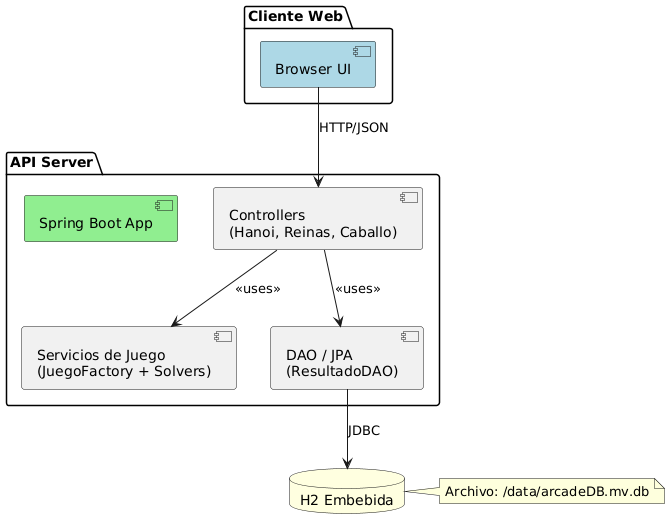 Cliente Web
Browser UI
HTTP/JSON
API Server
Spring Boot App
Controllers
(Hanoi, Reinas, Caballo)
«uses»
«uses»
Servicios de Juego
(JuegoFactory + Solvers)
DAO / JPA
(ResultadoDAO)
JDBC
H2 Embebida
Archivo: /data/arcadeDB.mv.db